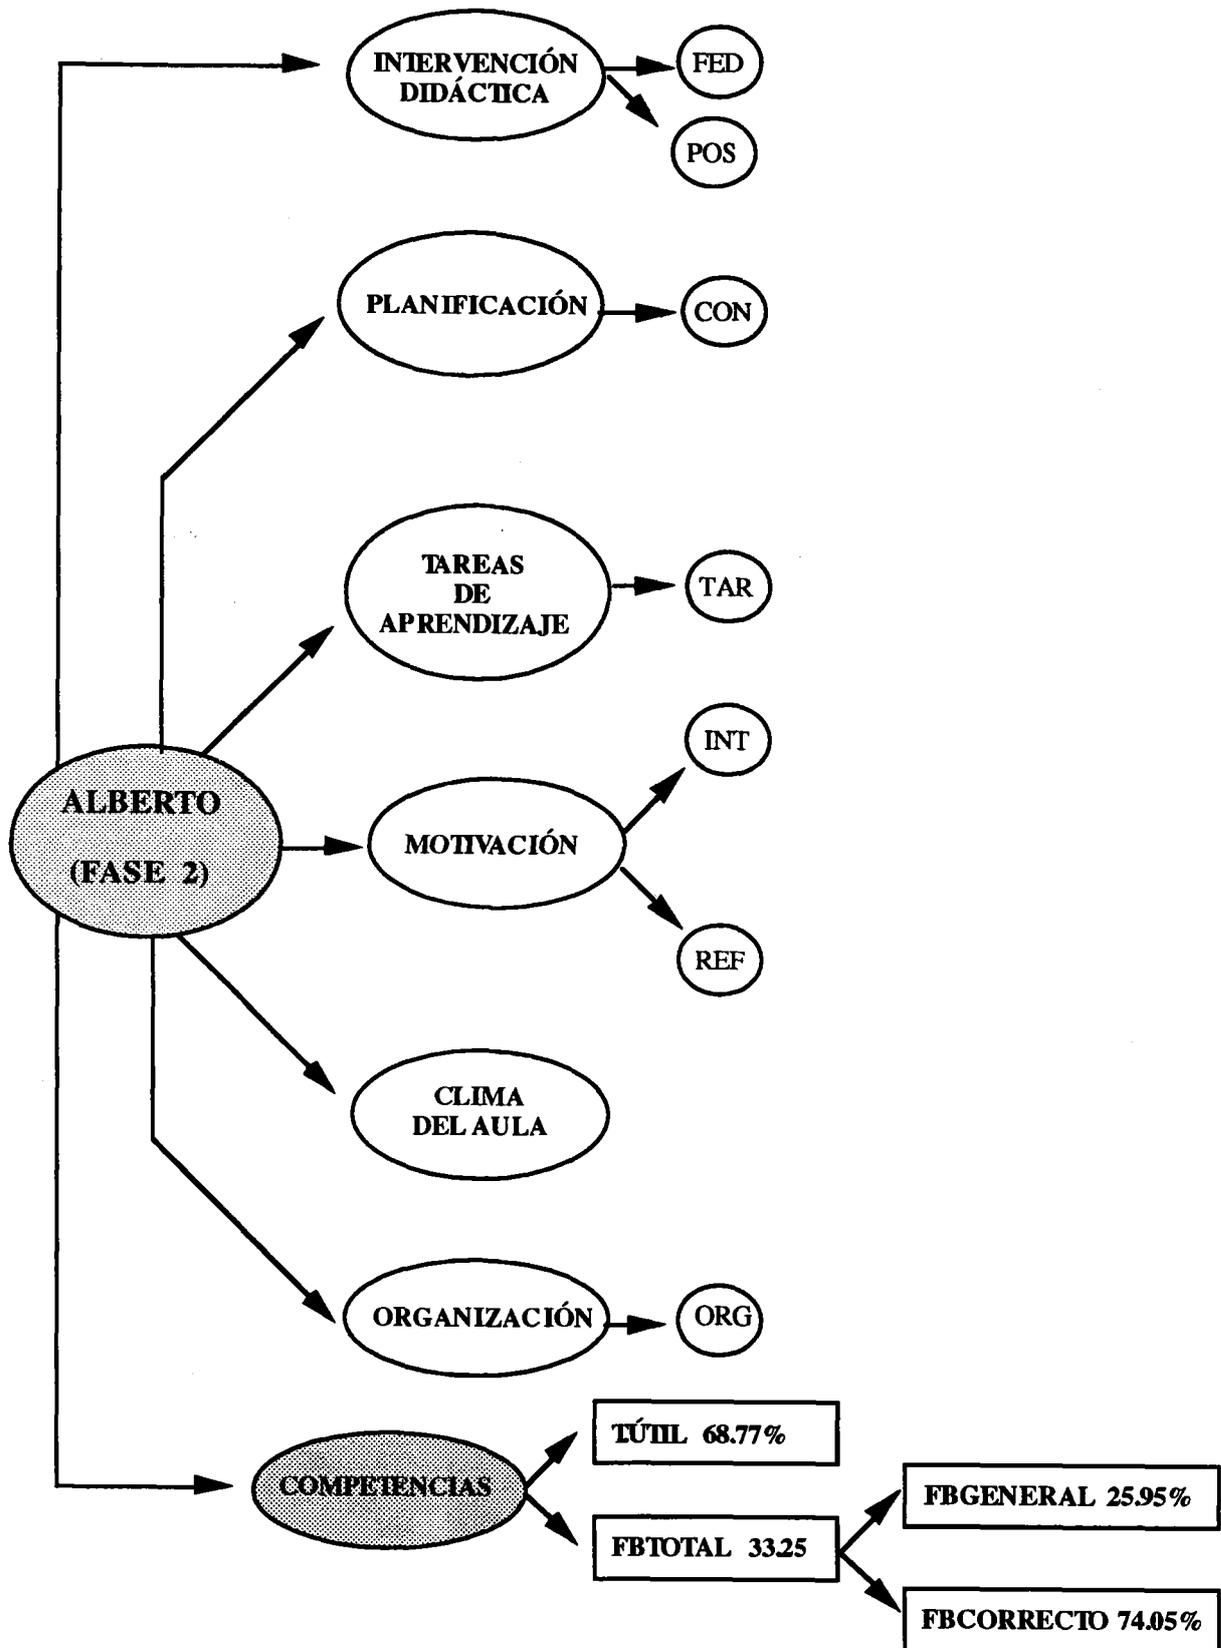 INTERVENCIÓN
DIDÁCTICA
FED
POS
PLANIFICACIÓN
CON
TAREAS
DE
APRENDIZAJE
TAR
INT
ALBERTO
(FASE 2)
MOTIVACIÓN
REF
CLIMA
DEL AULA
ORGANIZACIÓN
ORG
COMPETENCIAS
T.ÚTIL 68.77%
FBTOTAL 33.25
FBGENERAL 25.95%
FBCORRECTO 74.05%